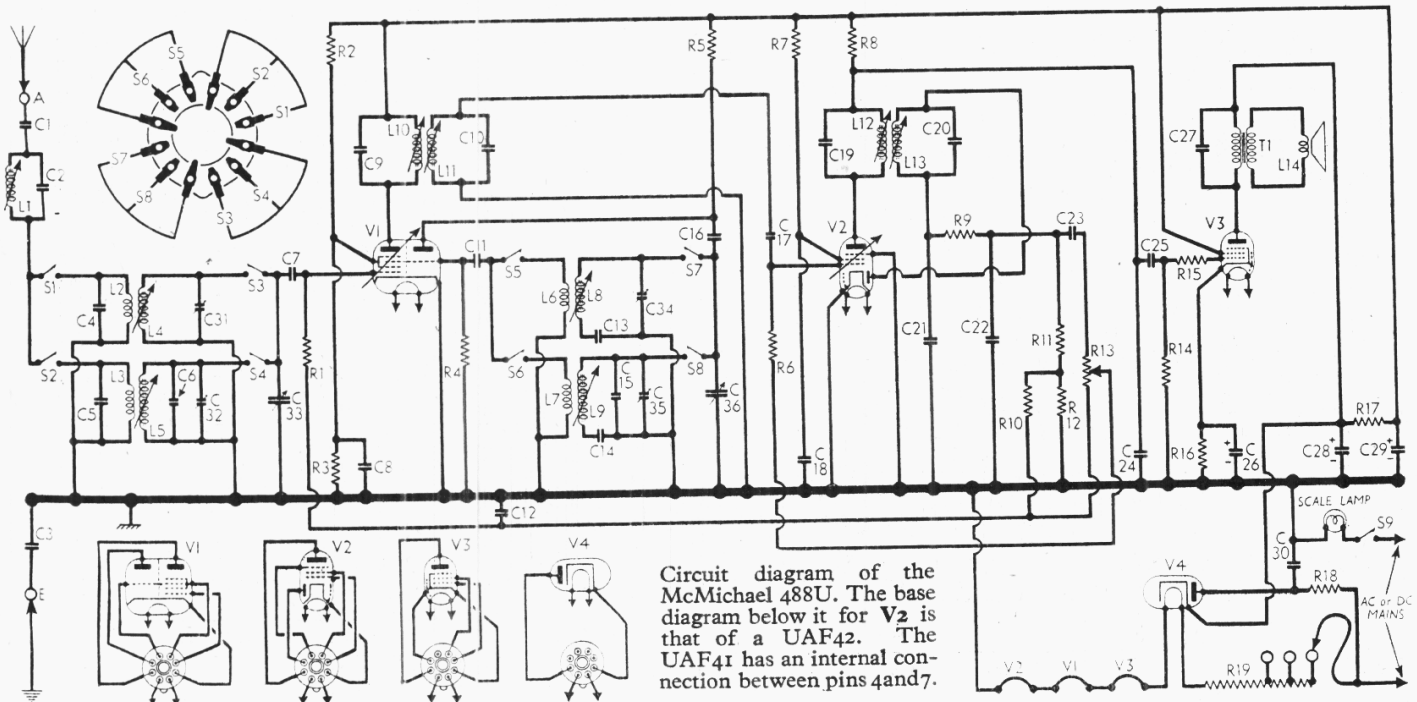 R2
R5
R7
R8
S5
S6
S2
S1
A
C1
C2
L1
S7
S8
S3
S4
L10
C9
L11
C10
L12
C19
C20
L13
C27
T1
L14
V1
C16
C17
V2
R9
C23
V3
C25
R15
S1
L2
C4
L4
C31
S3
C7
C11
S5
L6
L8
S7
C34
C13
C21
C22
R11
R13
R14
S2
L3
C5
L5
C6
C32
S4
C33
R1
R4
S6
L7
L9
C15
C35
S8
C36
C14
R6
R10
R12
R3
C8
C18
C24
R16
C26
R17
C28
C29
+
-
+
-
+
-
C3
C12
E
SCALE LAMP
S9
C30
V1
V2
V3
V4
Circuit diagram of the
McMichael 488U. The base
diagram below it for V2 is
that of a UAF42. The
UAF41 has an internal con-
nection between pins 4and7.
V4
R18
AC or DC
MAINS
V2
V1
V3
R19